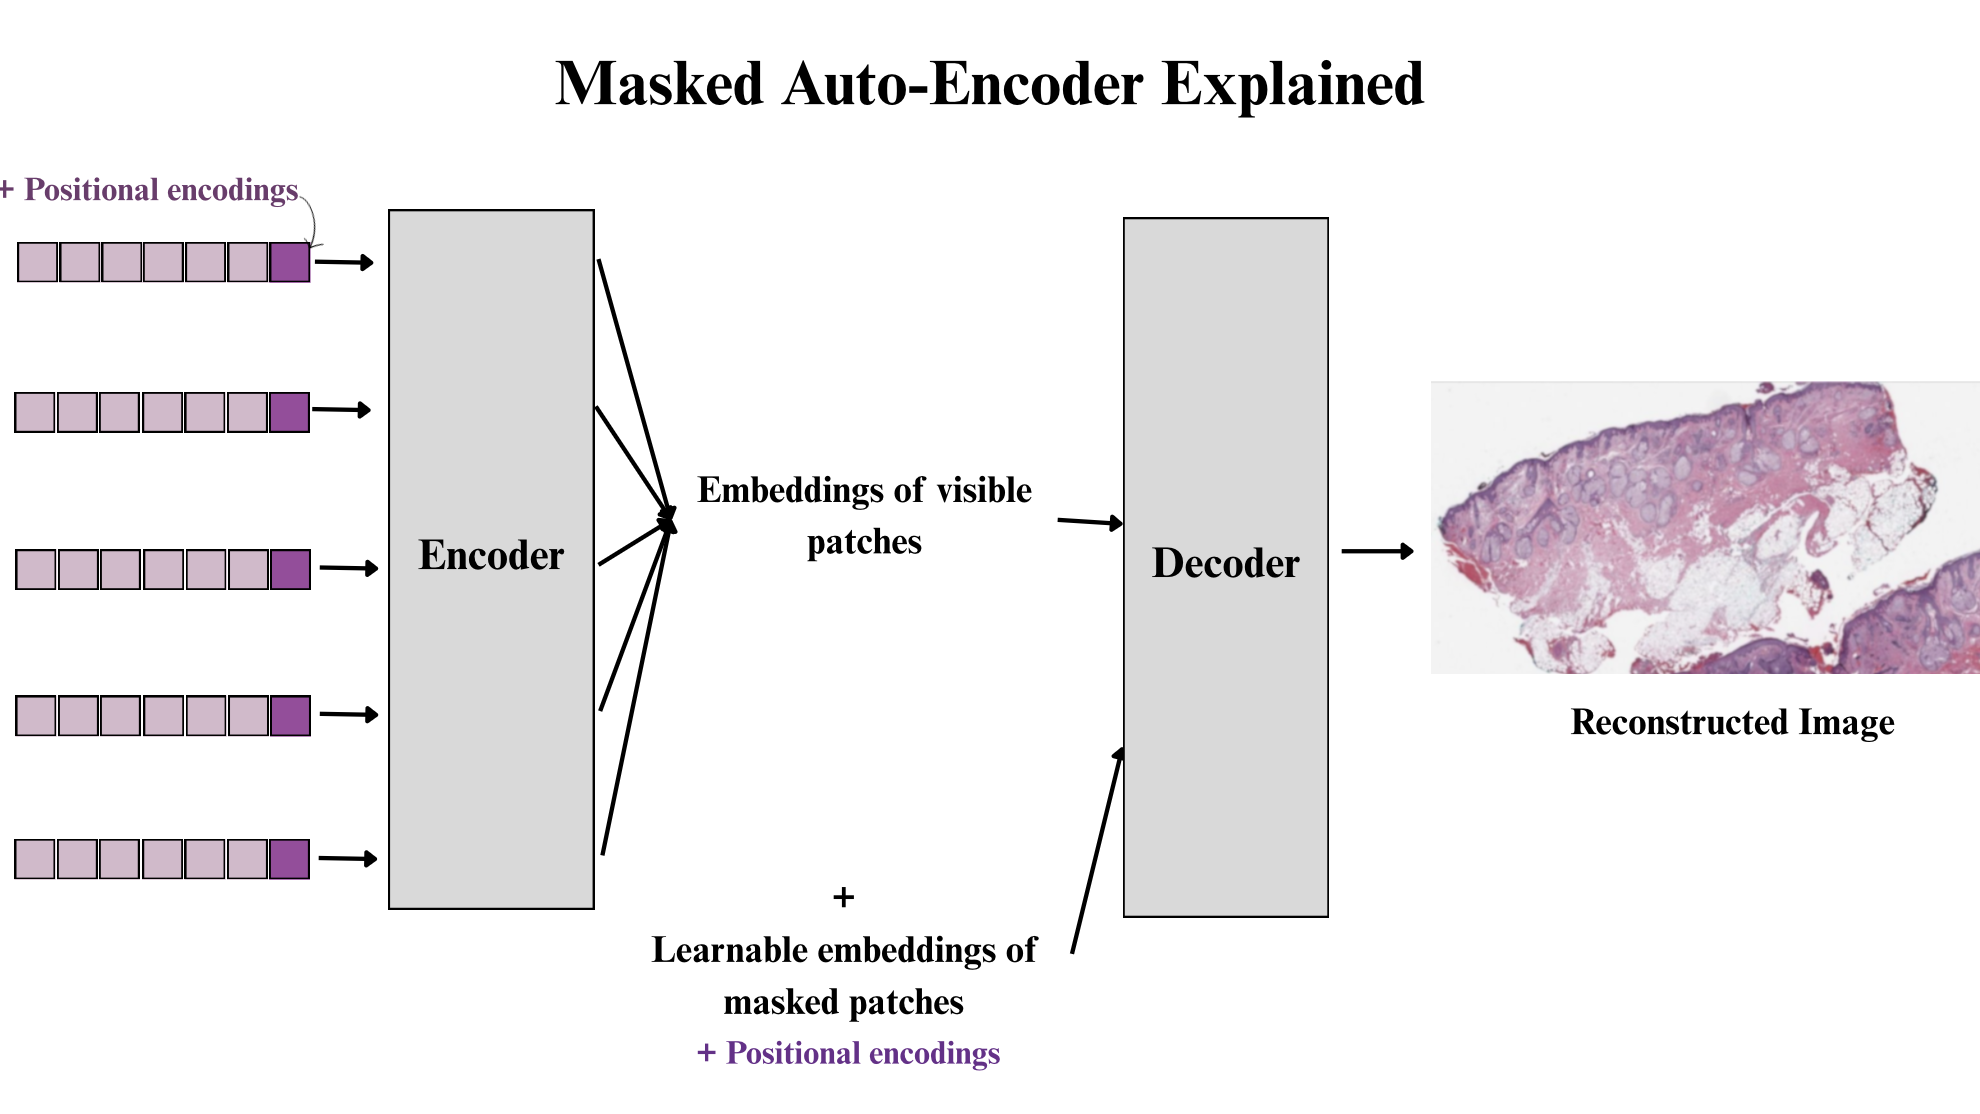 Masked Auto-Encoder Explained
+ Positional encodings
Encoder
Embeddings of visible
patches
Decoder
Reconstructed Image
+
Learnable embeddings of
masked patches
+ Positional encodings